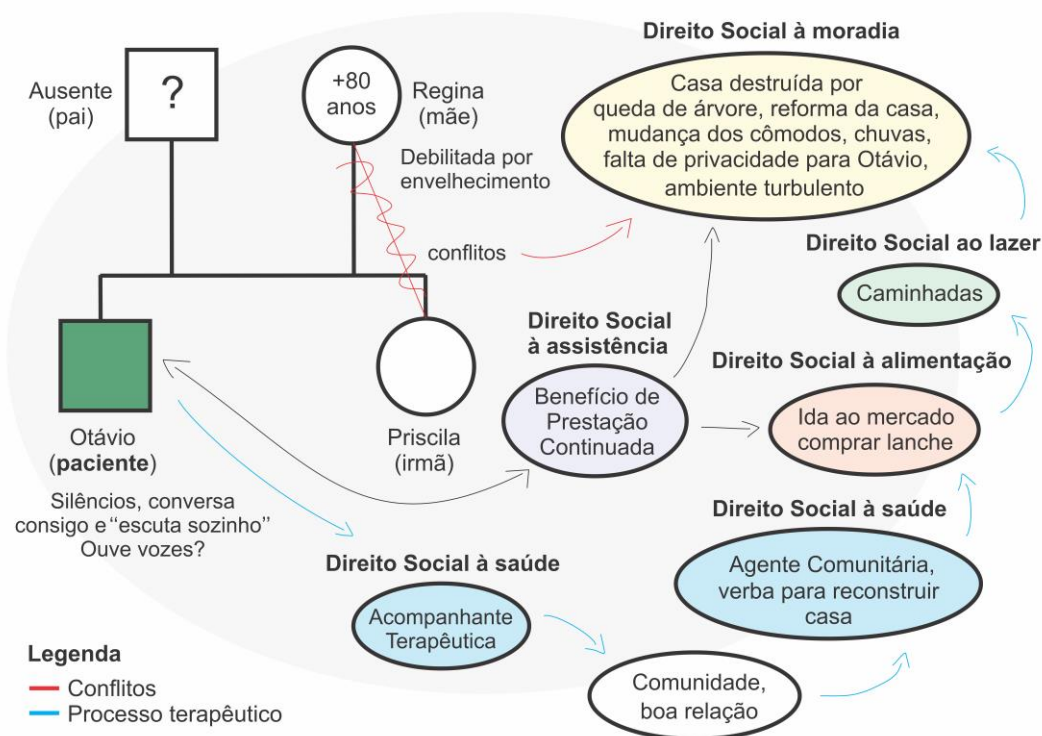 Ausente
(pai)
?
+80
anos
Regina
(mãe)
Debilitada por
envelhecimento
conflitos
Direito Social à moradia
Casa destruída por
queda de árvore, reforma da casa,
mudança dos cômodos, chuvas,
falta de privacidade para Otávio,
ambiente turbulento
Direito Social ao lazer
Caminhadas
Direito Social
à assistência
Benefício de
Prestação
Continuada
Direito Social à alimentação
Ida ao mercado
comprar lanche
Otávio
(paciente)
Silêncios, conversa
consigo e “escuta sozinho”
Ouve vozes?
Priscila
(irmã)
Direito Social à saúde
Agente Comunitária,
verba para reconstruir
casa
Direito Social à saúde
Acompanhante
Terapêutica
Comunidade,
boa relação
Legenda
Conflitos
Processo terapêutico